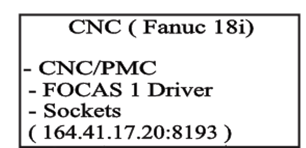 CNC ( Fanuc 18i)
- CNC/PMC
- FOCAS 1 Driver
- Sockets
( 164.41.17.20:8193 )